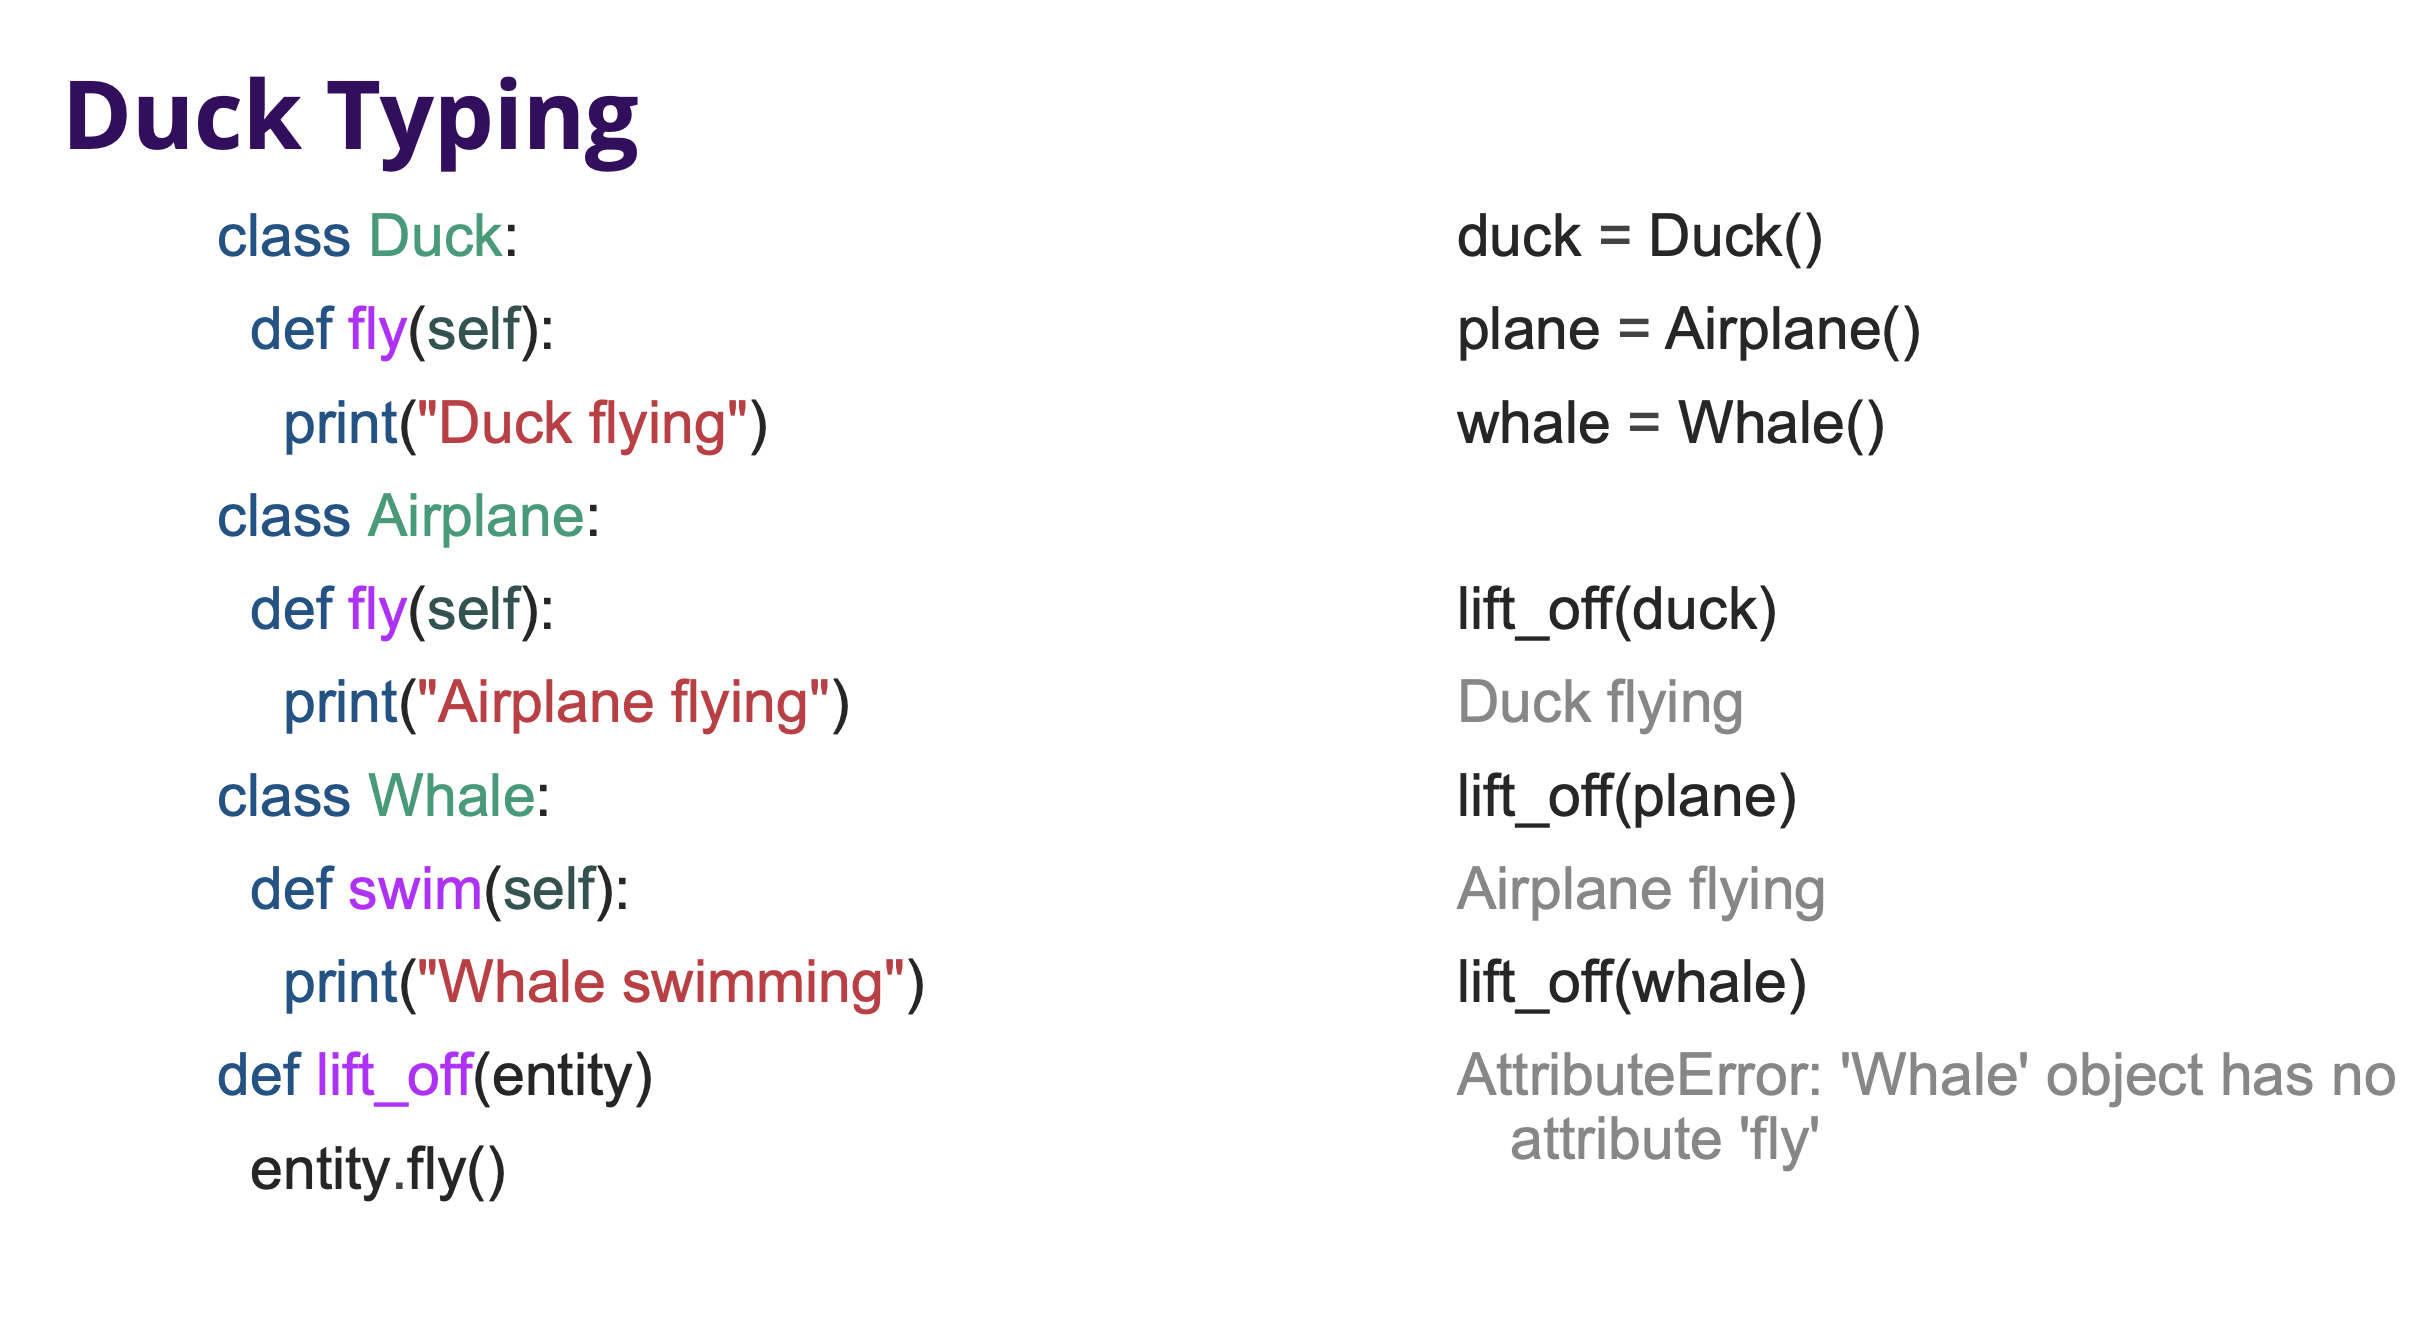 Duck Typing
class Duck:
def fly(self):
print("Duck flying")
class Airplane:
def fly(self):
print("Airplane flying")
class Whale:
def swim(self):
print("Whale swimming")
def lift_off(entity)
entity.fly()
duck = Duck()
plane = Airplane()
whale = Whale()
lift_off(duck)
Duck flying
lift_off(plane)
Airplane flying
lift_off(whale)
AttributeError: 'Whale' object has no
attribute 'fly'